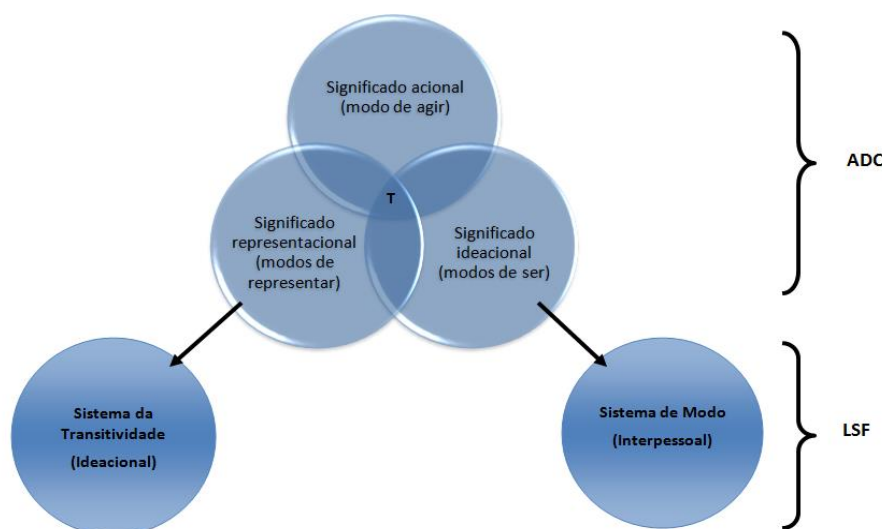 Significado acional
(modo de agir)
ADC
T
Significado
representacional
(modos de
representar)
Significado
ideacional
(modos de ser)
Sistema da
Transitividade
(Ideacional)
Sistema de Modo
(Interpessoal)
LSF